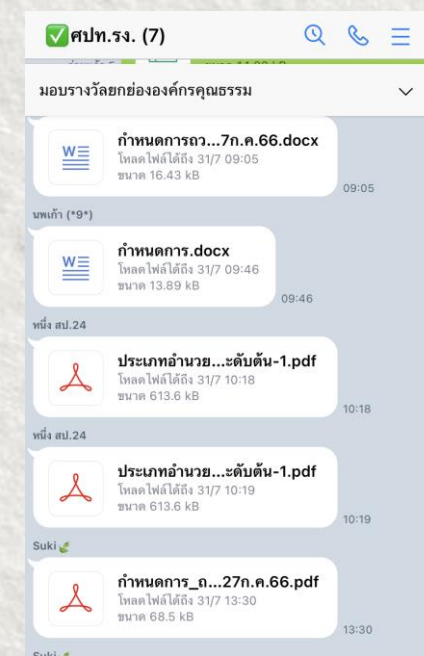 ศปท.รง. (7)
มอบรางวัลยกย่ององค์กรคุณธรรม
กำหนดการถว...7ก.ค.66.docx
โหลดไฟล์ได้ถึง 31/7 09:05
ขนาด 16.43 kB
09:05
นพเก้า (*9*)
กำหนดการ.docx
โหลดไฟล์ได้ถึง 31/7 09:46
ขนาด 13.89 kB
09:46
หนึ่ง สป.24
ประเภทอำนวย...ะดับต้น-1.pdf
โหลดไฟล์ได้ถึง 31/7 10:18
ขนาด 613.6 kB
10:18
หนึ่ง สป.24
ประเภทอำนวย...ะดับต้น-1.pdf
โหลดไฟล์ได้ถึง 31/7 10:19
ขนาด 613.6 kB
10:19
Suki
กำหนดการ_ถ...27ก.ค.66.pdf
โหลดไฟล์ได้ถึง 31/7 13:30
ขนาด 68.5 kB
13:30
Suki